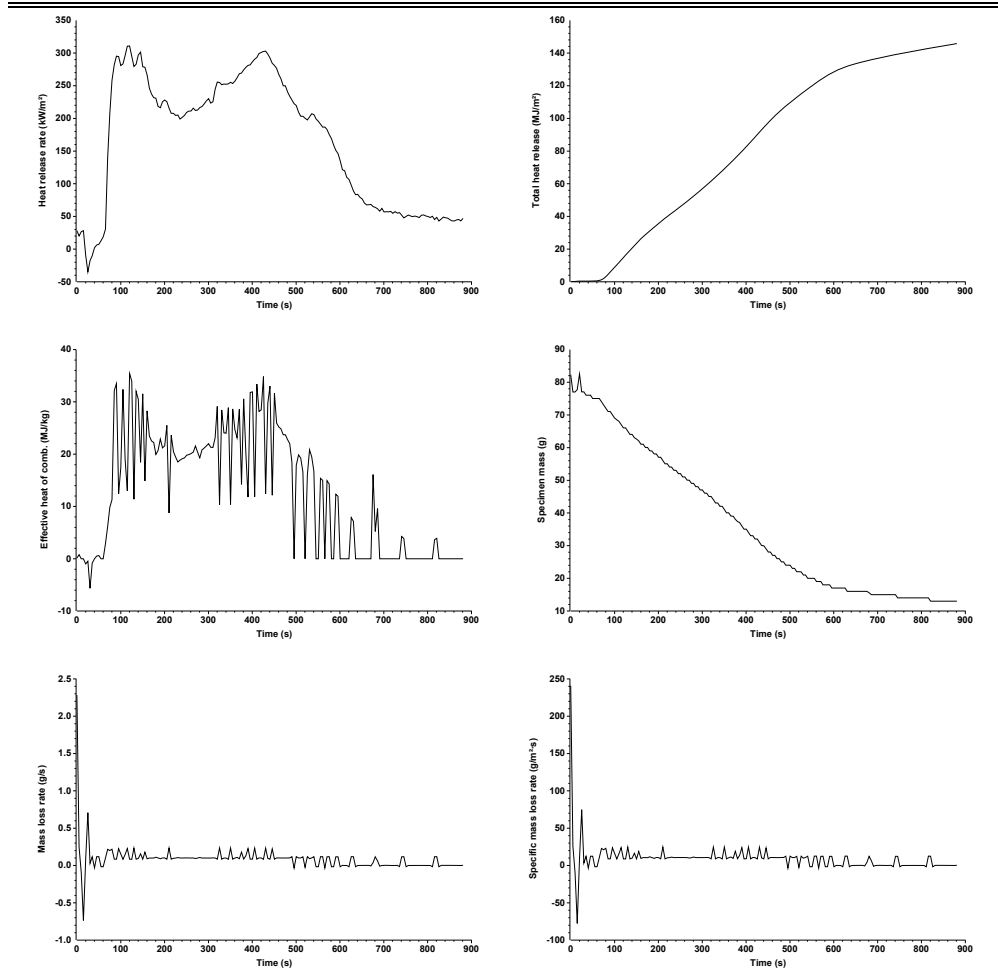 Heat release rate (kW/m²)
350
300
250
200
150
100
50
0
-50
0 100 200 300 400 500 600 700 800 900
Time (s)
Total heat release (MJ/m²)
160
140
120
100
80
60
40
20
0
0 100 200 300 400 500 600 700 800 900
Time (s)
Effective heat of comb. (MJ/kg)
40
30
20
10
0
-10
0 100 200 300 400 500 600 700 800 900
Time (s)
Specimen mass (g)
90
80
70
60
50
40
30
20
10
0 100 200 300 400 500 600 700 800 900
Time (s)
Mass loss rate (g/s)
2.5
2.0
1.5
1.0
0.5
0.0
-0.5
-1.0
0 100 200 300 400 500 600 700 800 900
Time (s)
Specific mass loss rate (g/m²·s)
250
200
150
100
50
0
-50
-100
0 100 200 300 400 500 600 700 800 900
Time (s)